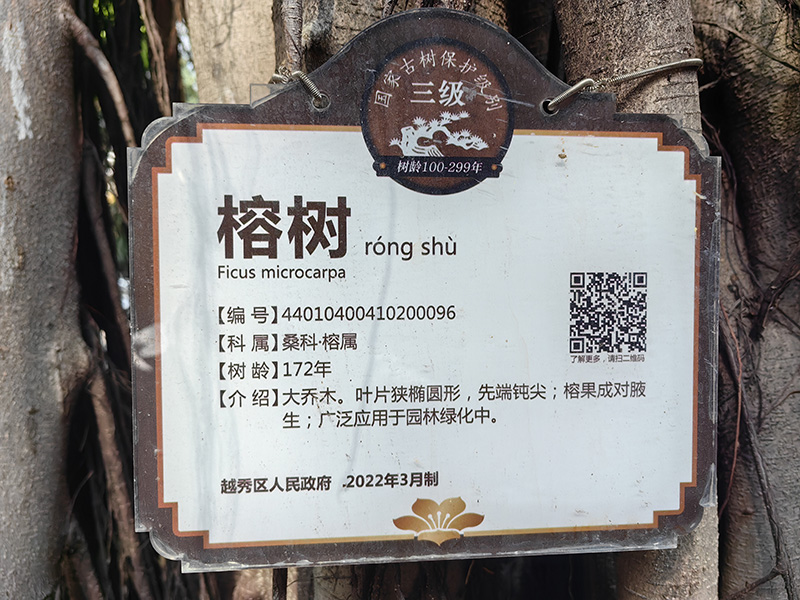 国家古树保护级别
三级
树龄100-299年
榕树 róng shù
Ficus microcarpa
【编 号】44010400410200096
【科 属】桑科·榕属
【树 龄】172年
【介 绍】大乔木。叶片狭椭圆形，先端钝尖；榕果成对腋
生；广泛应用于园林绿化中。
了解更多，请扫二维码
越秀区人民政府 .2022年3月制